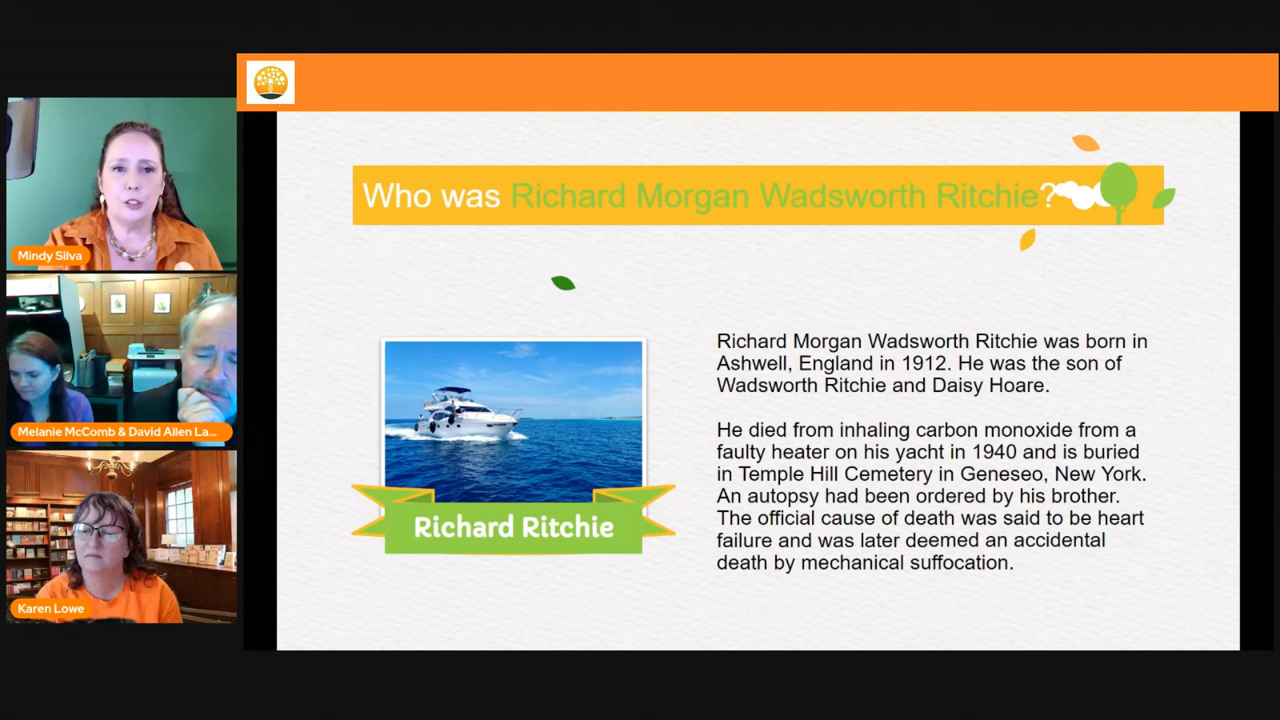 Who was Richard Morgan Wadsworth Ritchie?
Mindy Silva
Melanie McComb & David Allen La...
Karen Lowe
Richard Ritchie
Richard Morgan Wadsworth Ritchie was born in
Ashwell, England in 1912. He was the son of
Wadsworth Ritchie and Daisy Hoare.
He died from inhaling carbon monoxide from a
faulty heater on his yacht in 1940 and is buried
in Temple Hill Cemetery in Geneseo, New York.
An autopsy had been ordered by his brother.
The official cause of death was said to be heart
failure and was later deemed an accidental
death by mechanical suffocation.